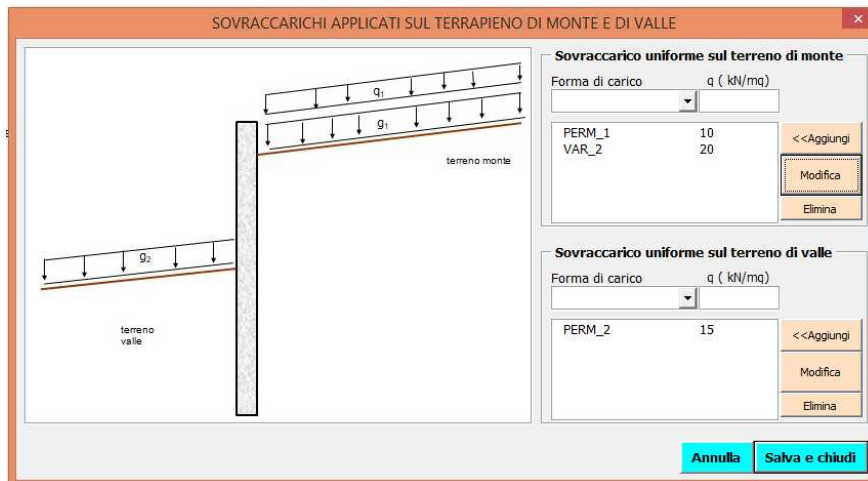 SOVRACCARICHI APPLICATI SUL TERRAPIENO DI MONTE E DI VALLE
x
q1
g1
terreno monte
g2
terreno
valle
Sovraccarico uniforme sul terreno di monte
Forma di carico q ( kN/mq)
PERM_1 10
VAR_2 20
<<Aggiungi
Modifica
Elimina
Sovraccarico uniforme sul terreno di valle
Forma di carico q ( kN/mq)
PERM_2 15
<<Aggiungi
Modifica
Elimina
Annulla Salva e chiudi